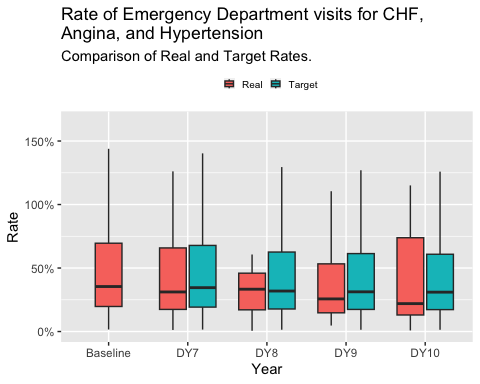 Rate of Emergency Department visits for CHF,
Angina, and Hypertension
Comparison of Real and Target Rates.
Real Target
150%
100%
50%
0%
Rate
Baseline DY7 DY8 DY9 DY10
Year